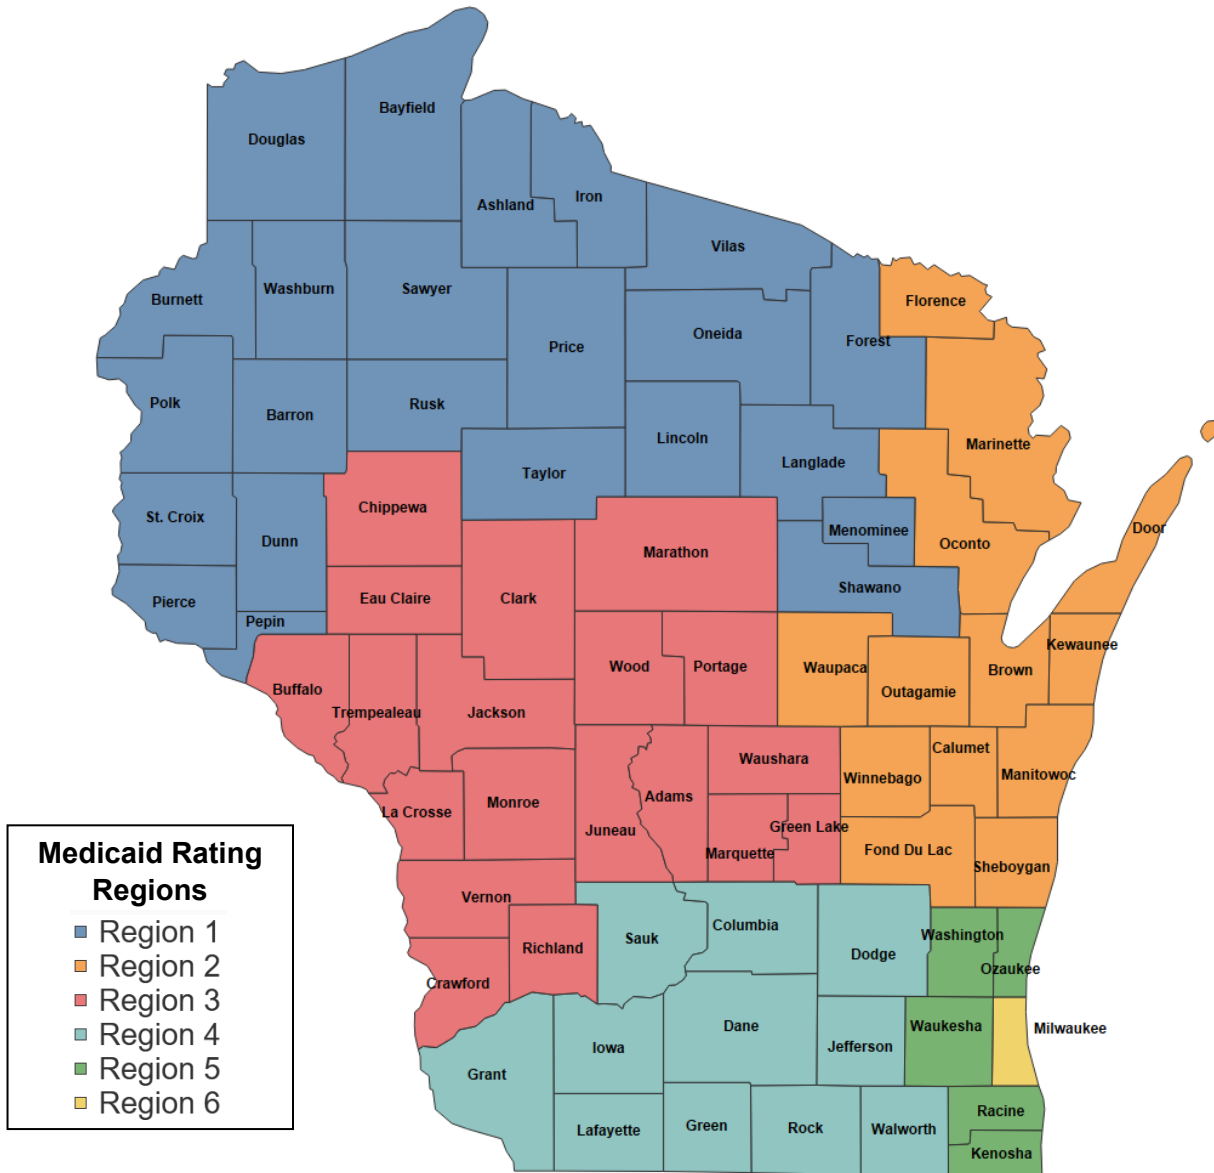 Bayfield
Douglas
Ashland
Iron
Vilas
Burnett
Washburn
Sawyer
Florence
Oneida
Forest
Price
Polk
Barron
Rusk
Lincoln
Marinette
Langlade
Taylor
Chippewa
St. Croix
Door
Menominee
Dunn
Oconto
Marathon
Shawano
Pierce
Eau Claire
Clark
Pepin
Kewaunee
Wood
Portage
Waupaca
Brown
Buffalo
Outagamie
Trempealeau
Jackson
Calumet
Waushara
Winnebago
Manitowoc
Adams
Monroe
La Crosse
Juneau
Green Lake
Marquette
Fond Du Lac
Sheboygan
Vernon
Columbia
Washington
Sauk
Richland
Dodge
Ozaukee
Crawford
Dane
Waukesha
Milwaukee
Iowa
Jefferson
Grant
Racine
Green
Rock
Walworth
Lafayette
Kenosha
Medicaid Rating
Regions
Region 1
Region 2
Region 3
Region 4
Region 5
Region 6